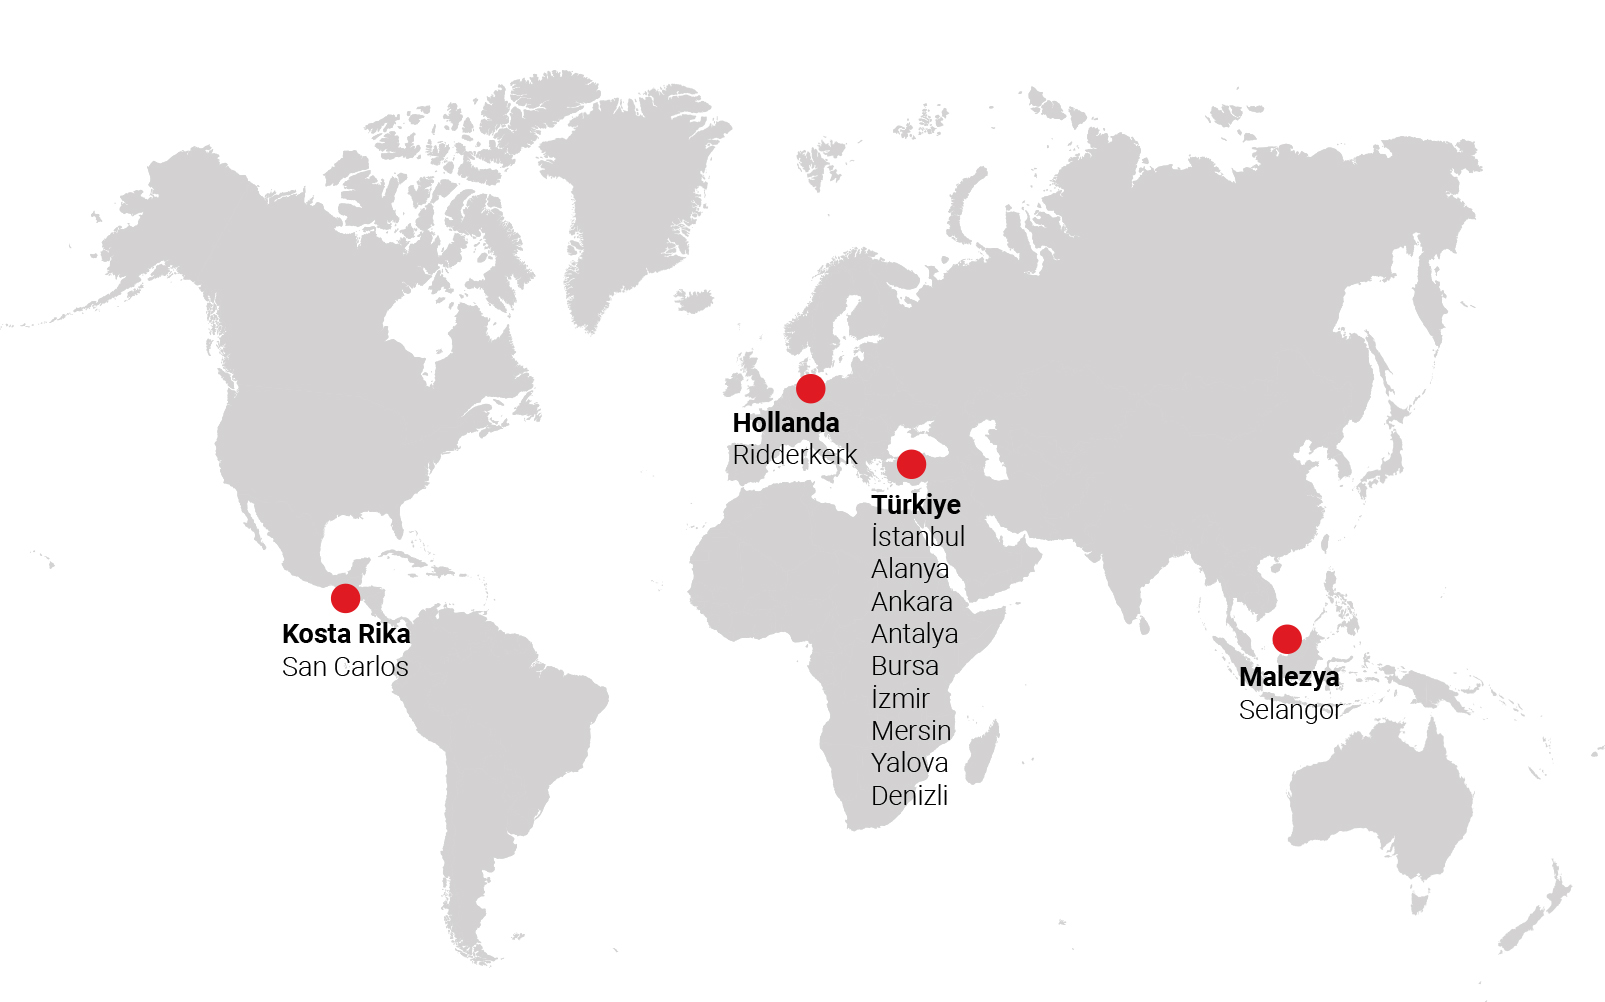 Hollanda
Ridderkerk
Türkiye
İstanbul
Alanya
Ankara
Antalya
Bursa
İzmir
Mersin
Yalova
Denizli
Kosta Rika
San Carlos
Malezya
Selangor